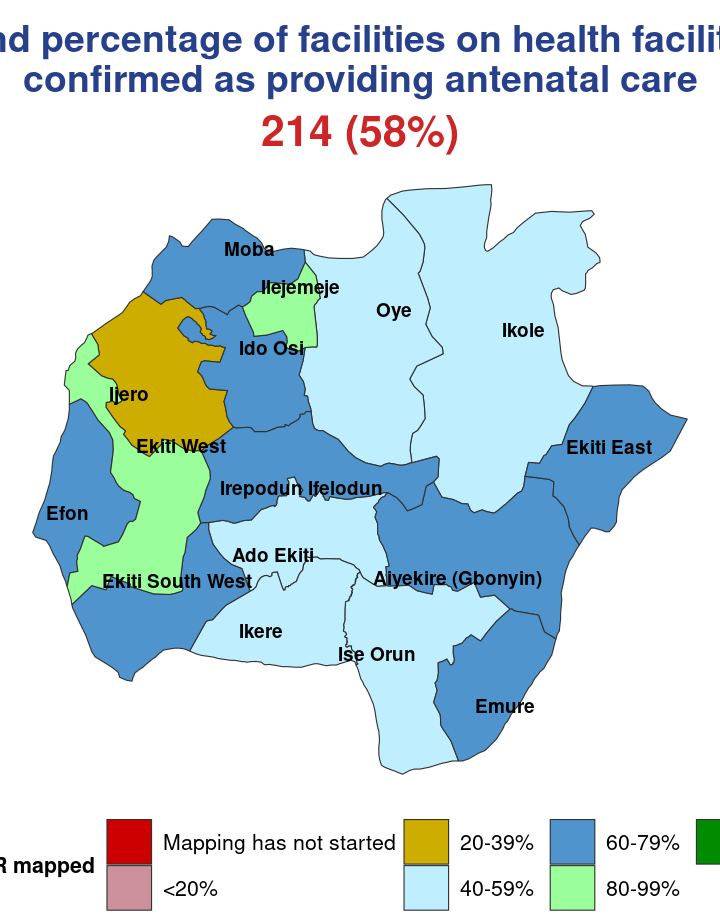 percentage of facilities on health
confirmed as providing antenatal care
214 (58%)
Moba
Ilejemeje
Oye
Ikole
Ido Osi
Ijero
Ekiti West
Ekiti East
Irepodun Ifelodun
Efon
Ado Ekiti
Ekiti South West
Aiyekire (Gbonyin)
Ikere
Ise Orun
Emure
mapped
Mapping has not started
20-39%
60-79%
<20%
40-59%
80-99%